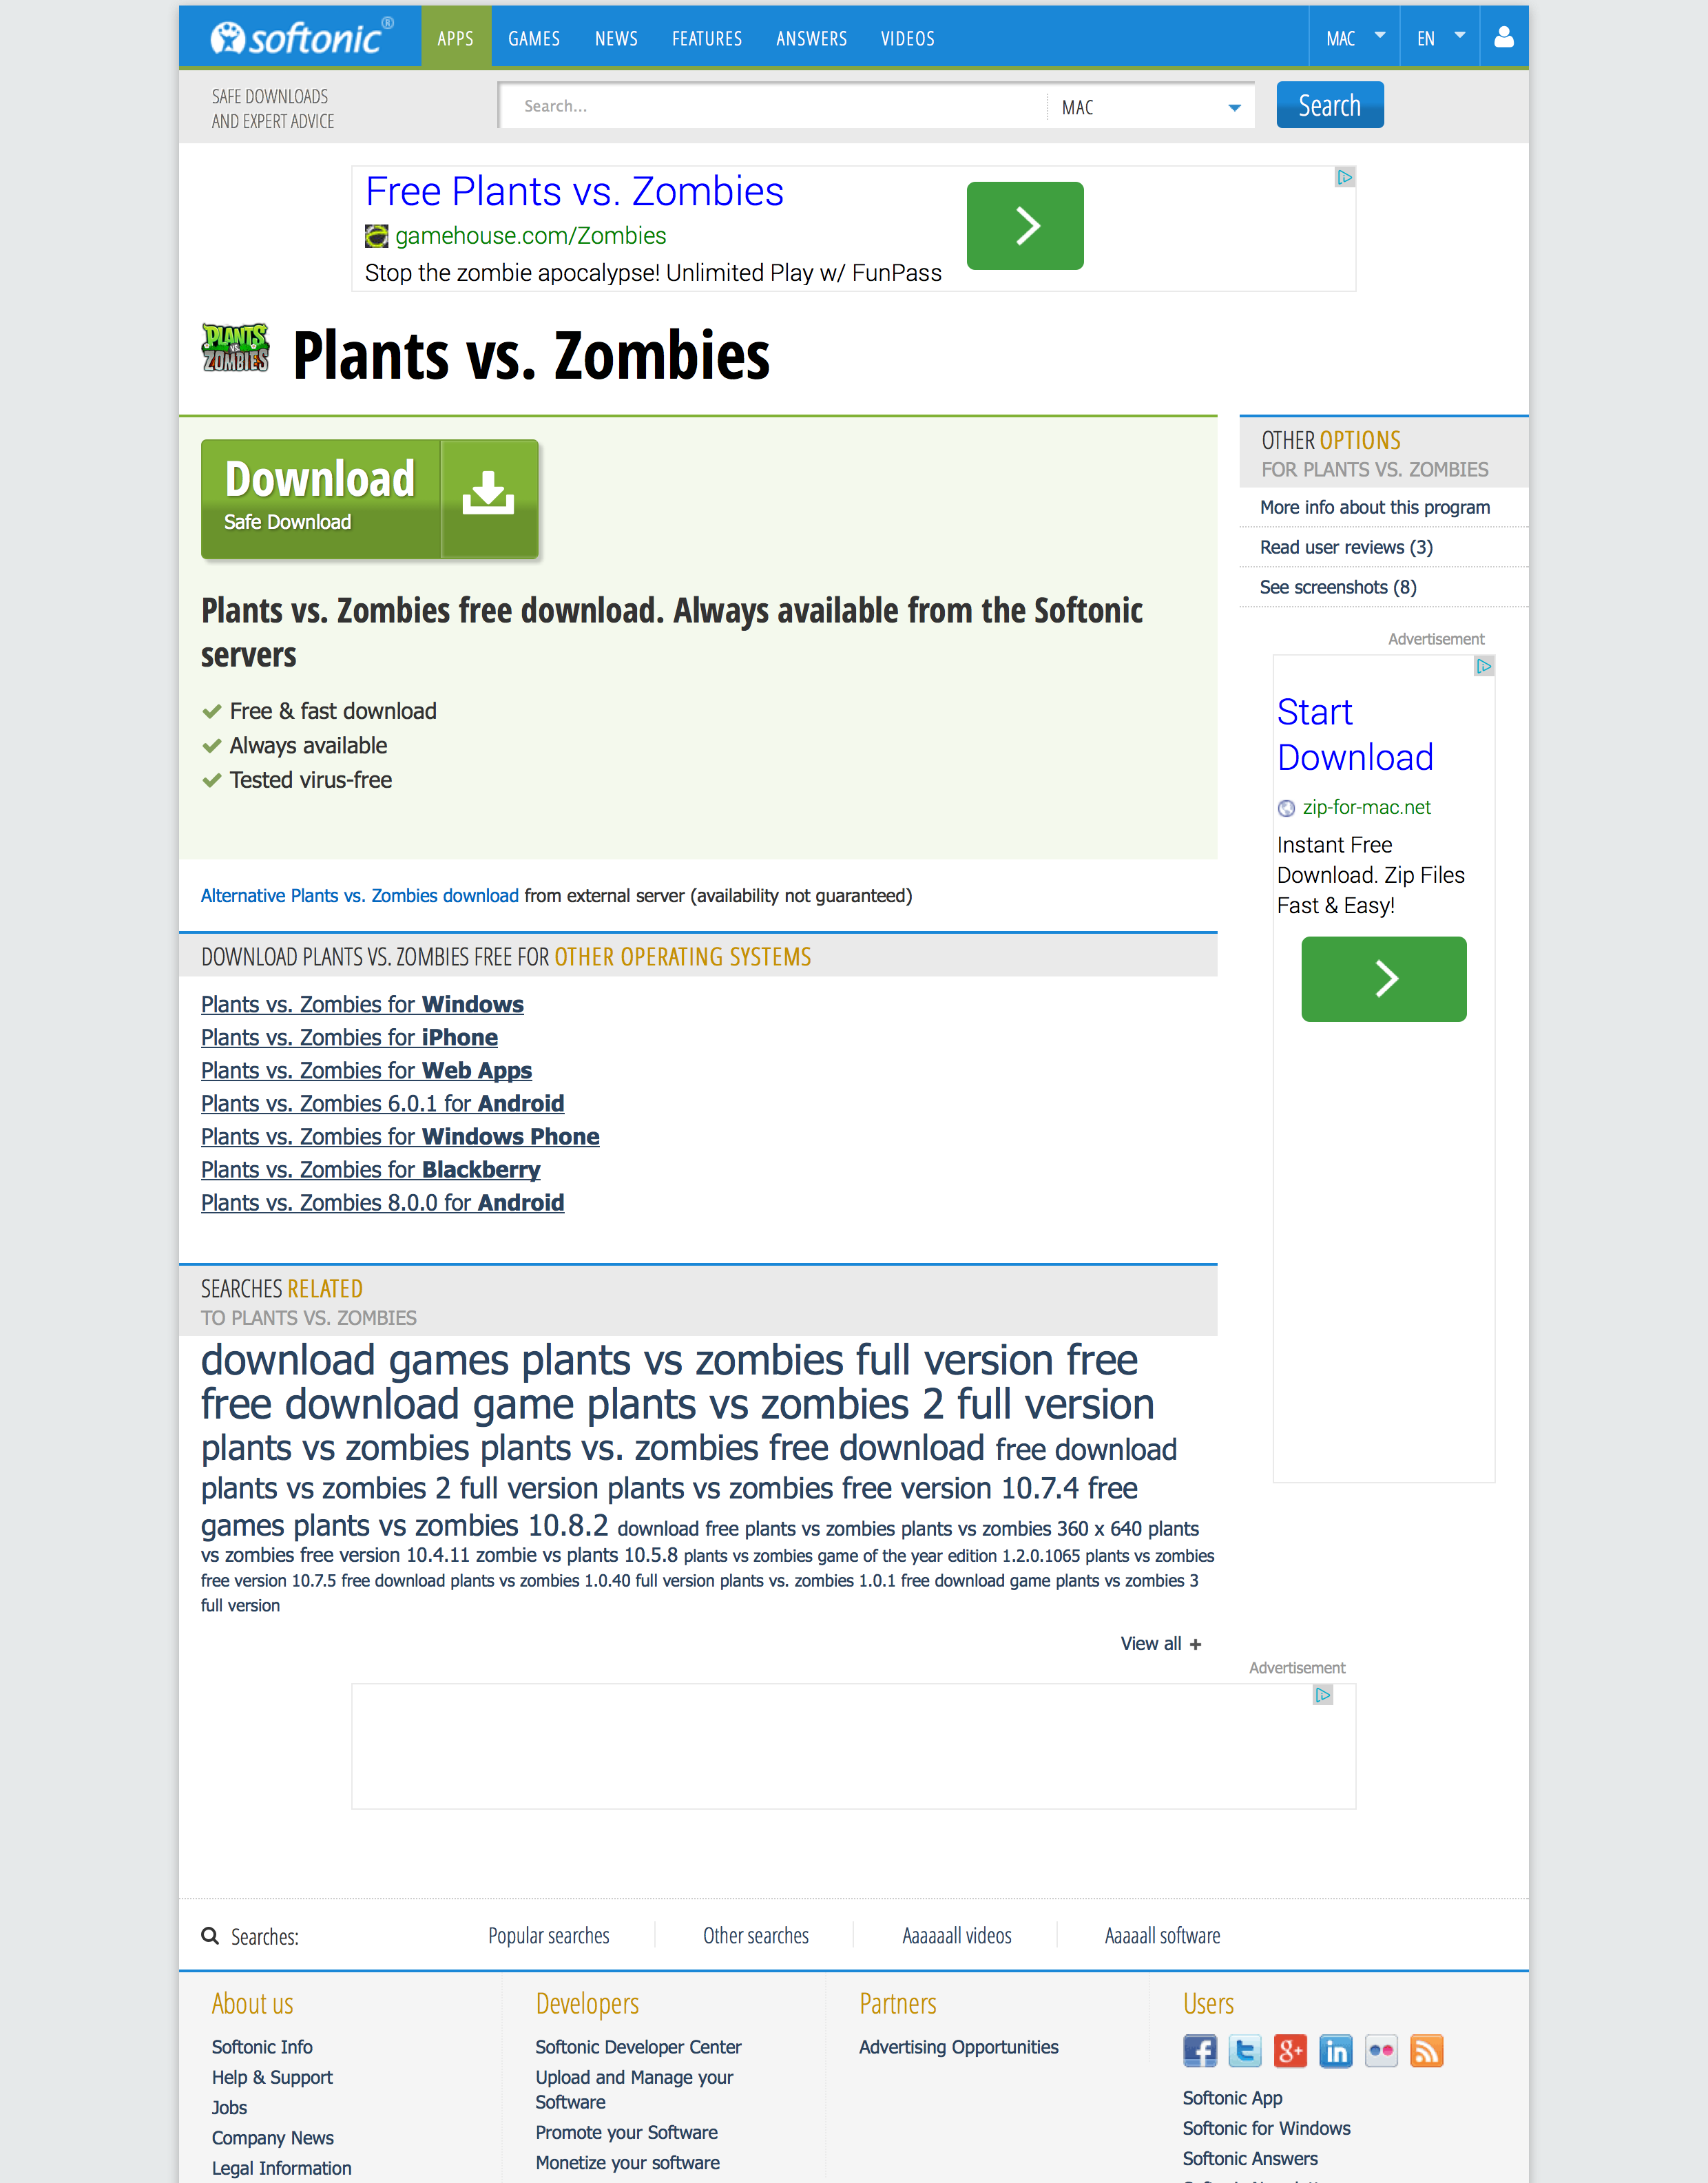 softonic®
APPS
GAMES
NEWS
FEATURES
ANSWERS
VIDEOS
MAC
EN
SAFE DOWNLOADS
AND EXPERT ADVICE
Search...
MAC
Search
Free Plants vs. Zombies
gamehouse.com/Zombies
Stop the zombie apocalypse! Unlimited Play w/ FunPass
PLANTS
VS.
ZOMBIES
Plants vs. Zombies
Download
Safe Download
Plants vs. Zombies free download. Always available from the Softonic
servers
Free & fast download
Always available
Tested virus-free
Alternative Plants vs. Zombies download from external server (availability not guaranteed)
DOWNLOAD PLANTS VS. ZOMBIES FREE FOR OTHER OPERATING SYSTEMS
Plants vs. Zombies for Windows
Plants vs. Zombies for iPhone
Plants vs. Zombies for Web Apps
Plants vs. Zombies 6.0.1 for Android
Plants vs. Zombies for Windows Phone
Plants vs. Zombies for Blackberry
Plants vs. Zombies 8.0.0 for Android
SEARCHES RELATED
TO PLANTS VS. ZOMBIES
download games plants vs zombies full version free
free download game plants vs zombies 2 full version
plants vs zombies plants vs. zombies free download free download
plants vs zombies 2 full version plants vs zombies free version 10.7.4 free
games plants vs zombies 10.8.2 download free plants vs zombies plants vs zombies 360 x 640 plants
vs zombies free version 10.4.11 zombie vs plants 10.5.8 plants vs zombies game of the year edition 1.2.0.1065 plants vs zombies
free version 10.7.5 free download plants vs zombies 1.0.40 full version plants vs. zombies 1.0.1 free download game plants vs zombies 3
full version
View all +
OTHER OPTIONS
FOR PLANTS VS. ZOMBIES
More info about this program
Read user reviews (3)
See screenshots (8)
Advertisement
Start
Download
zip-for-mac.net
Instant Free
Download. Zip Files
Fast & Easy!
Advertisement
Searches:
Popular searches
Other searches
Aaaaaall videos
Aaaaall software
About us
Softonic Info
Help & Support
Jobs
Company News
Legal Information
Developers
Softonic Developer Center
Upload and Manage your
Software
Promote your Software
Monetize your software
Partners
Advertising Opportunities
Users
Softonic App
Softonic for Windows
Softonic Answers